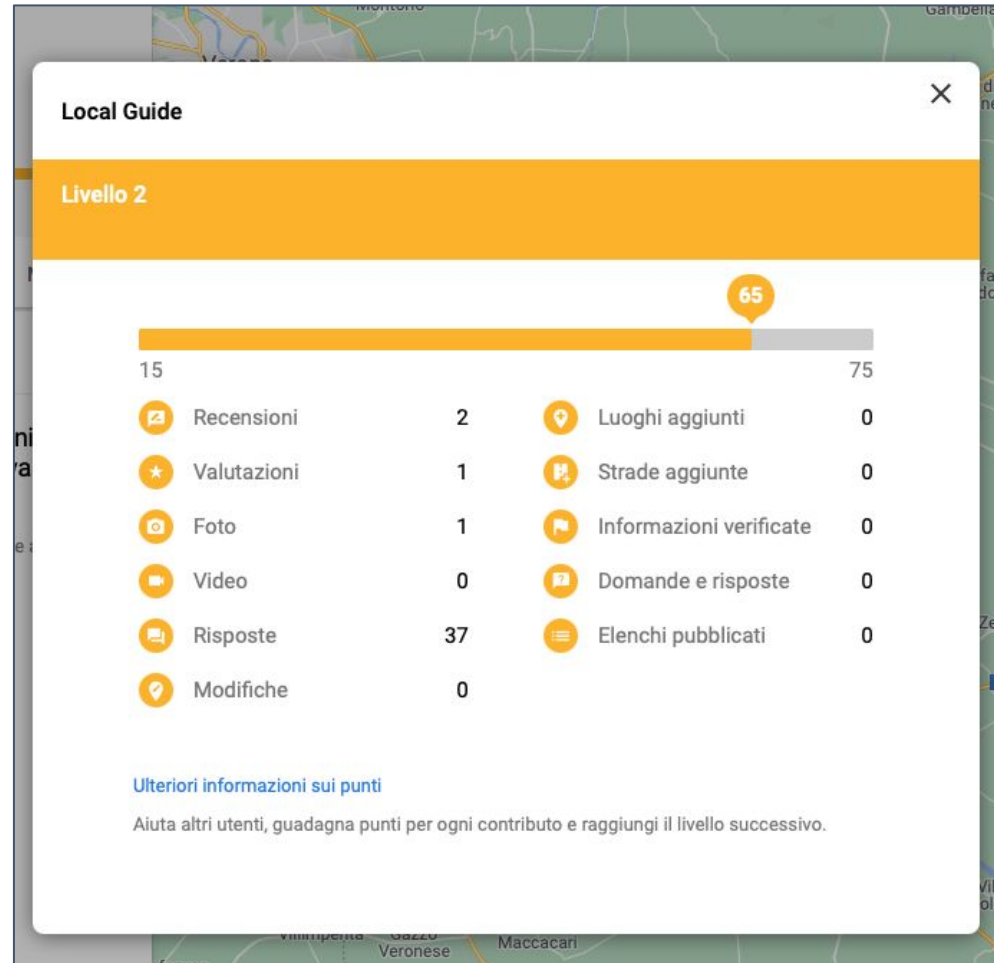 Local Guide
Livello 2
65
15 75
Recensioni 2 Luoghi aggiunti 0
Valutazioni 1 Strade aggiunte 0
Foto 1 Informazioni verificate 0
Video 0 Domande e risposte 0
Risposte 37 Elenchi pubblicati 0
Modifiche 0
Ulteriori informazioni sui punti
Aiuta altri utenti, guadagna punti per ogni contributo e raggiungi il livello successivo.
Gazzo
Veronese
Maccacari